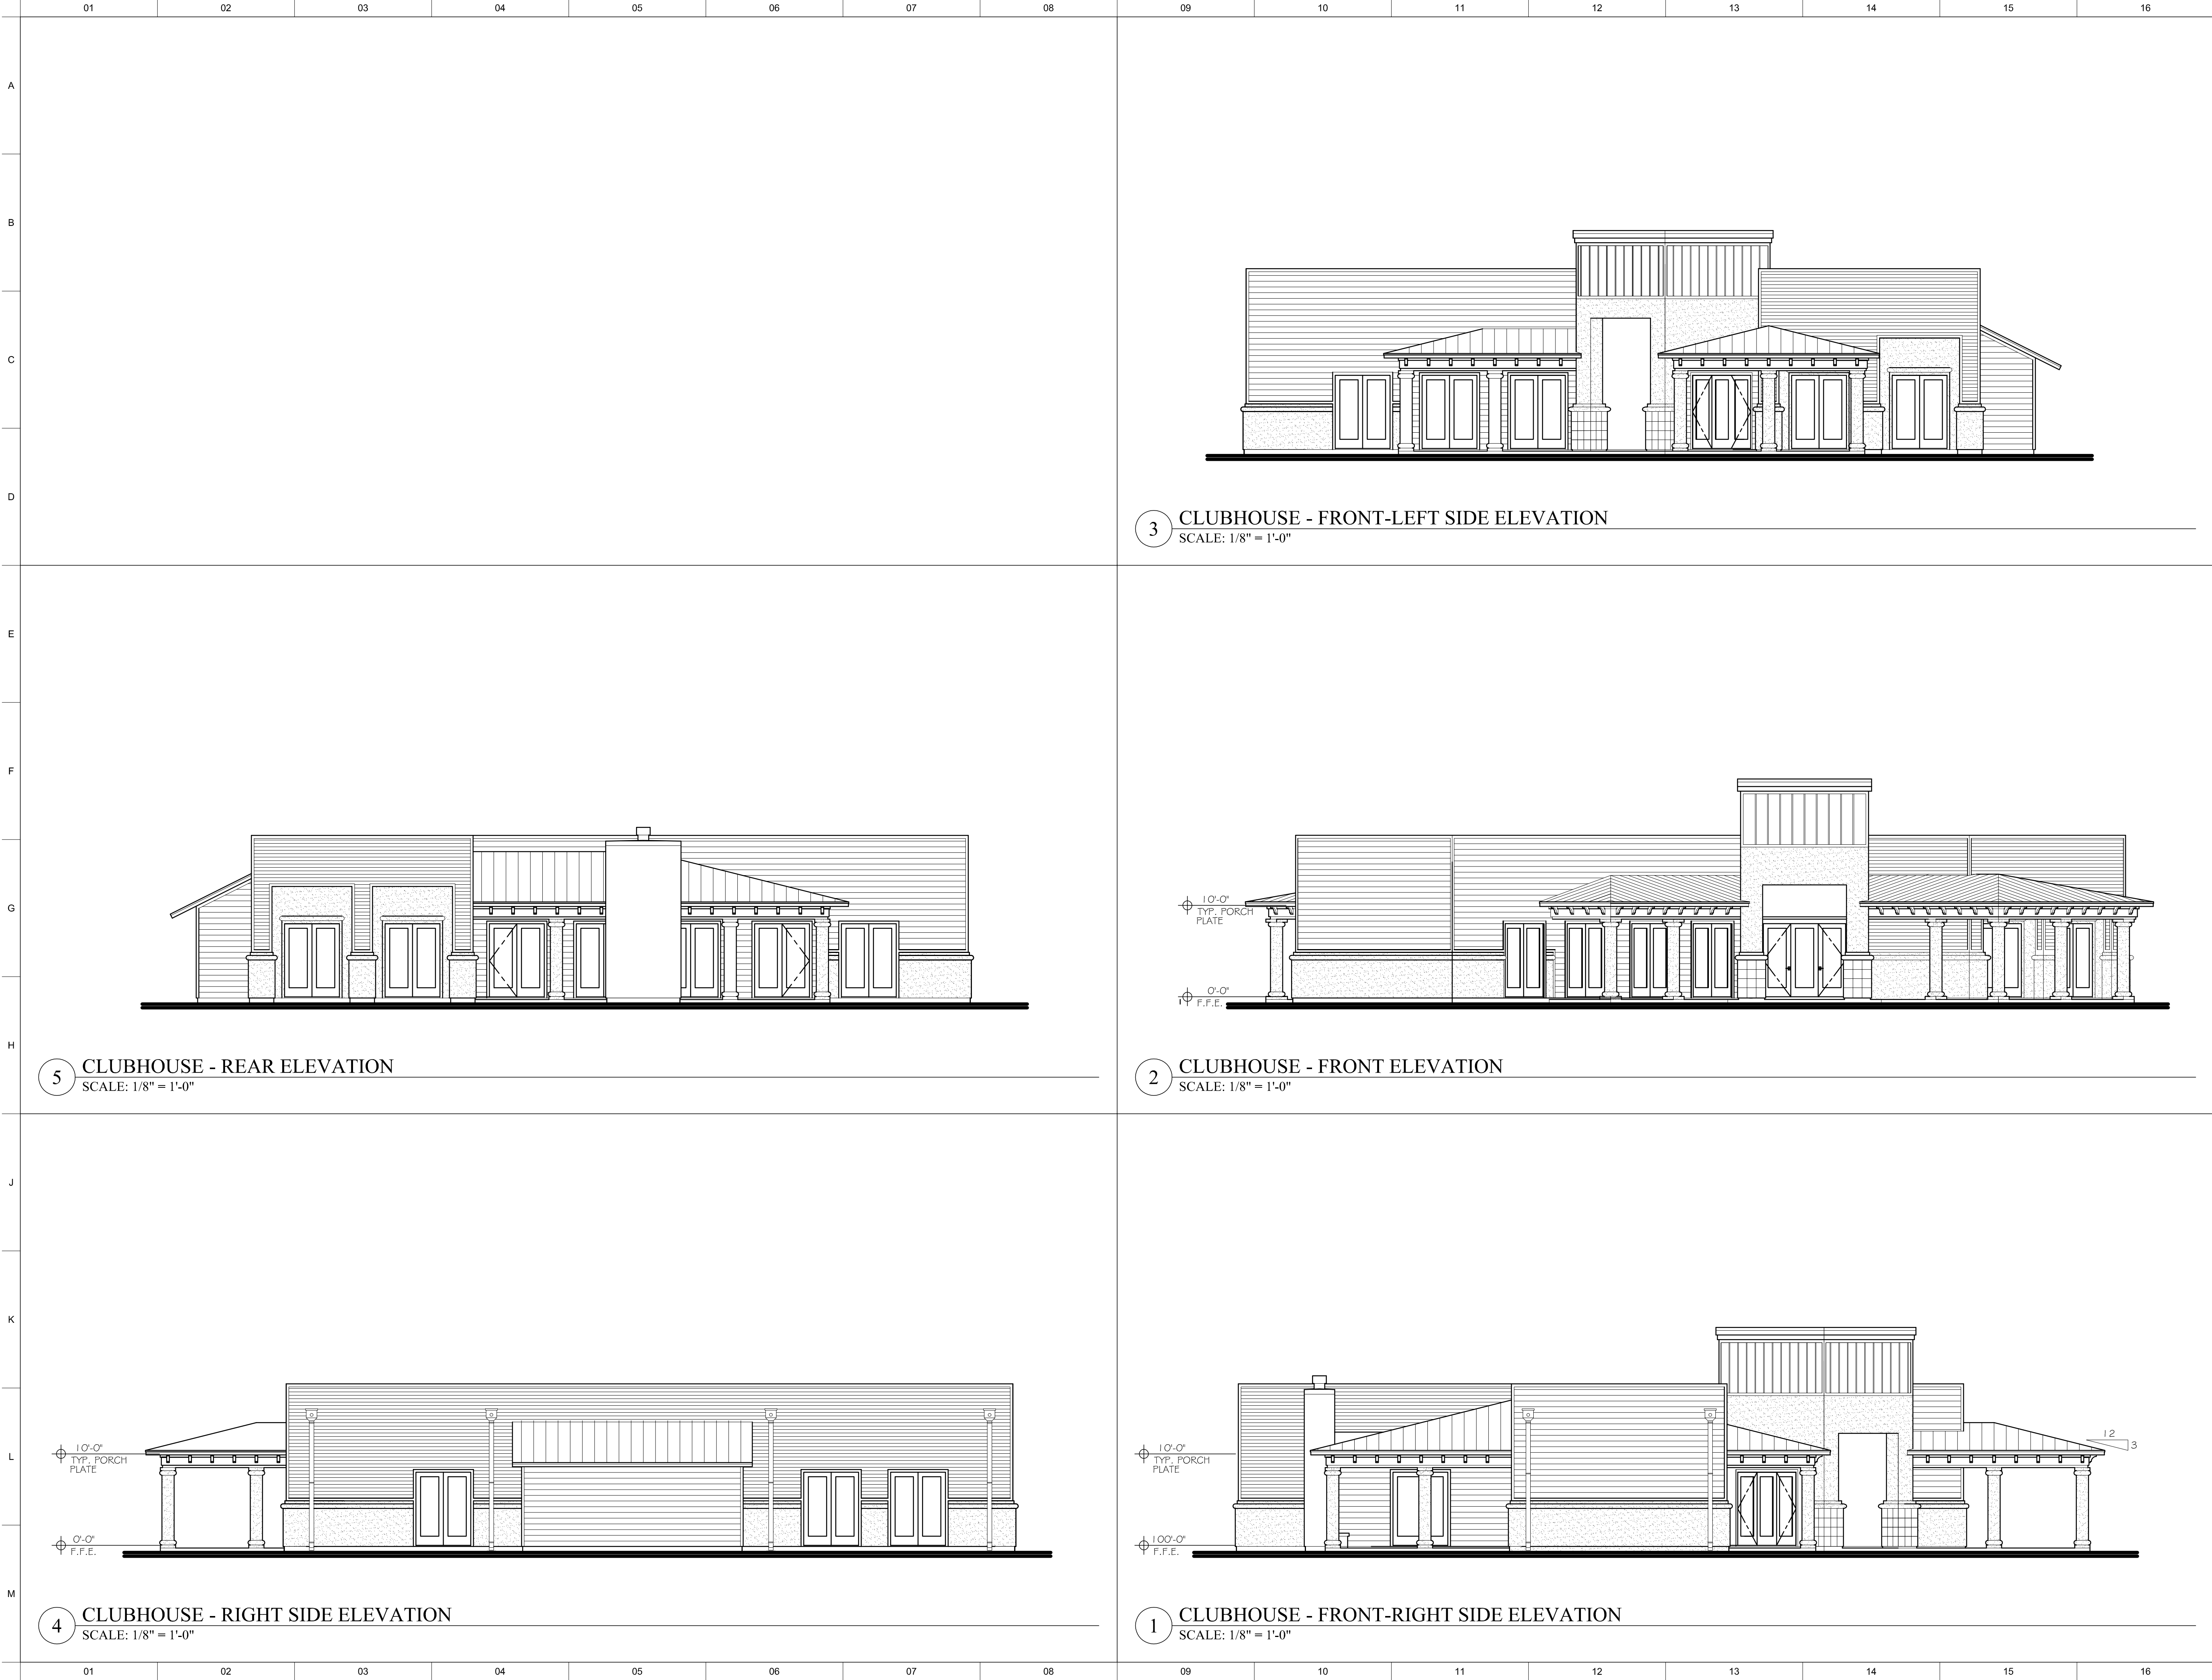 01 02 03 04 05 06 07 08 09 10 11 12 13 14 15 16
A
B
C
D
3 CLUBHOUSE - FRONT-LEFT SIDE ELEVATION
SCALE: 1/8" = 1'-0"
E
F
G
10'-0"
TYP. PORCH
PLATE
0'-0"
F.F.E.
H
5 CLUBHOUSE - REAR ELEVATION
SCALE: 1/8" = 1'-0"
2 CLUBHOUSE - FRONT ELEVATION
SCALE: 1/8" = 1'-0"
J
K
L
10'-0"
TYP. PORCH
PLATE
0'-0"
F.F.E.
10'-0"
TYP. PORCH
PLATE
12
3
100'-0"
F.F.E.
M
4 CLUBHOUSE - RIGHT SIDE ELEVATION
SCALE: 1/8" = 1'-0"
1 CLUBHOUSE - FRONT-RIGHT SIDE ELEVATION
SCALE: 1/8" = 1'-0"
01 02 03 04 05 06 07 08 09 10 11 12 13 14 15 16